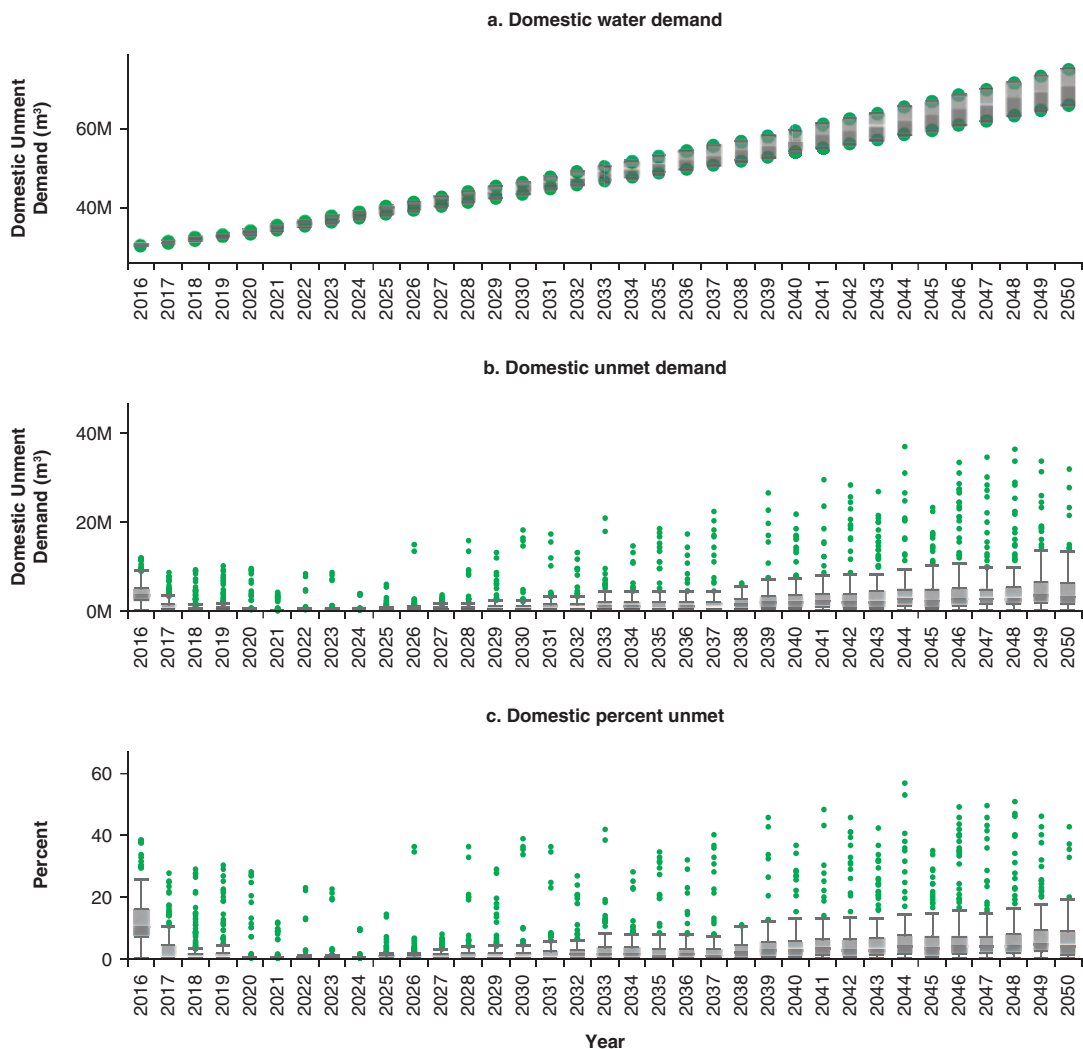 a. Domestic water demand
Domestic Unment
Demand (m³)
60M
40M
2016 2017 2018 2019 2020 2021 2022 2023 2024 2025 2026 2027 2028 2029 2030 2031 2032 2033 2034 2035 2036 2037 2038 2039 2040 2041 2042 2043 2044 2045 2046 2047 2048 2049 2050
b. Domestic unmet demand
Domestic Unment
Demand (m³)
40M
20M
0M
2016 2017 2018 2019 2020 2021 2022 2023 2024 2025 2026 2027 2028 2029 2030 2031 2032 2033 2034 2035 2036 2037 2038 2039 2040 2041 2042 2043 2044 2045 2046 2047 2048 2049 2050
c. Domestic percent unmet
Percent
60
40
20
0
2016 2017 2018 2019 2020 2021 2022 2023 2024 2025 2026 2027 2028 2029 2030 2031 2032 2033 2034 2035 2036 2037 2038 2039 2040 2041 2042 2043 2044 2045 2046 2047 2048 2049 2050
Year